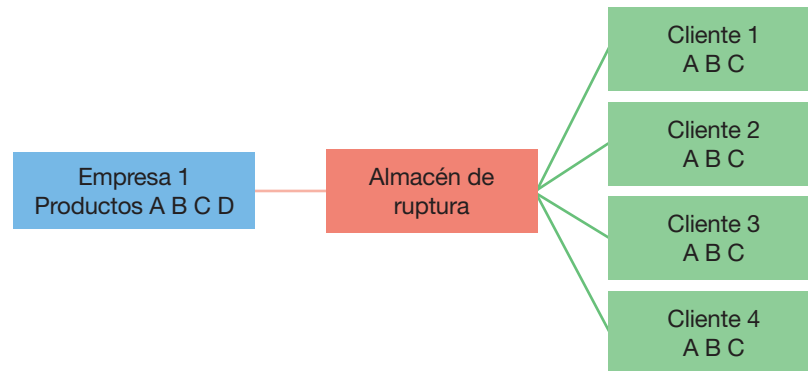 Empresa 1
Productos A B C D
Almacén de
ruptura
Cliente 1
A B C
Cliente 2
A B C
Cliente 3
A B C
Cliente 4
A B C